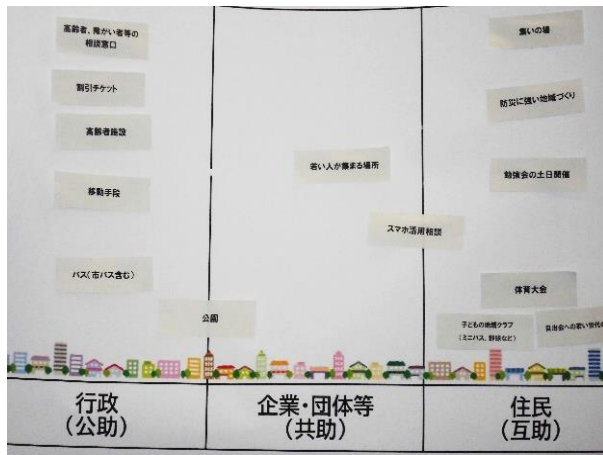 高齢者、障がい者等の
相談窓口
割引チケット
高齢者施設
移動手段
バス(市バス含む)
公園
若い人が集まる場所
スマホ活用相談
集いの場
防災に強い地域づくり
勉強会の土日開催
体育大会
子どもの地域クラブ
(ミニバス、野球など)
自治会への若い世代の
行政
(公助)
企業・団体等
(共助)
住民
(互助)